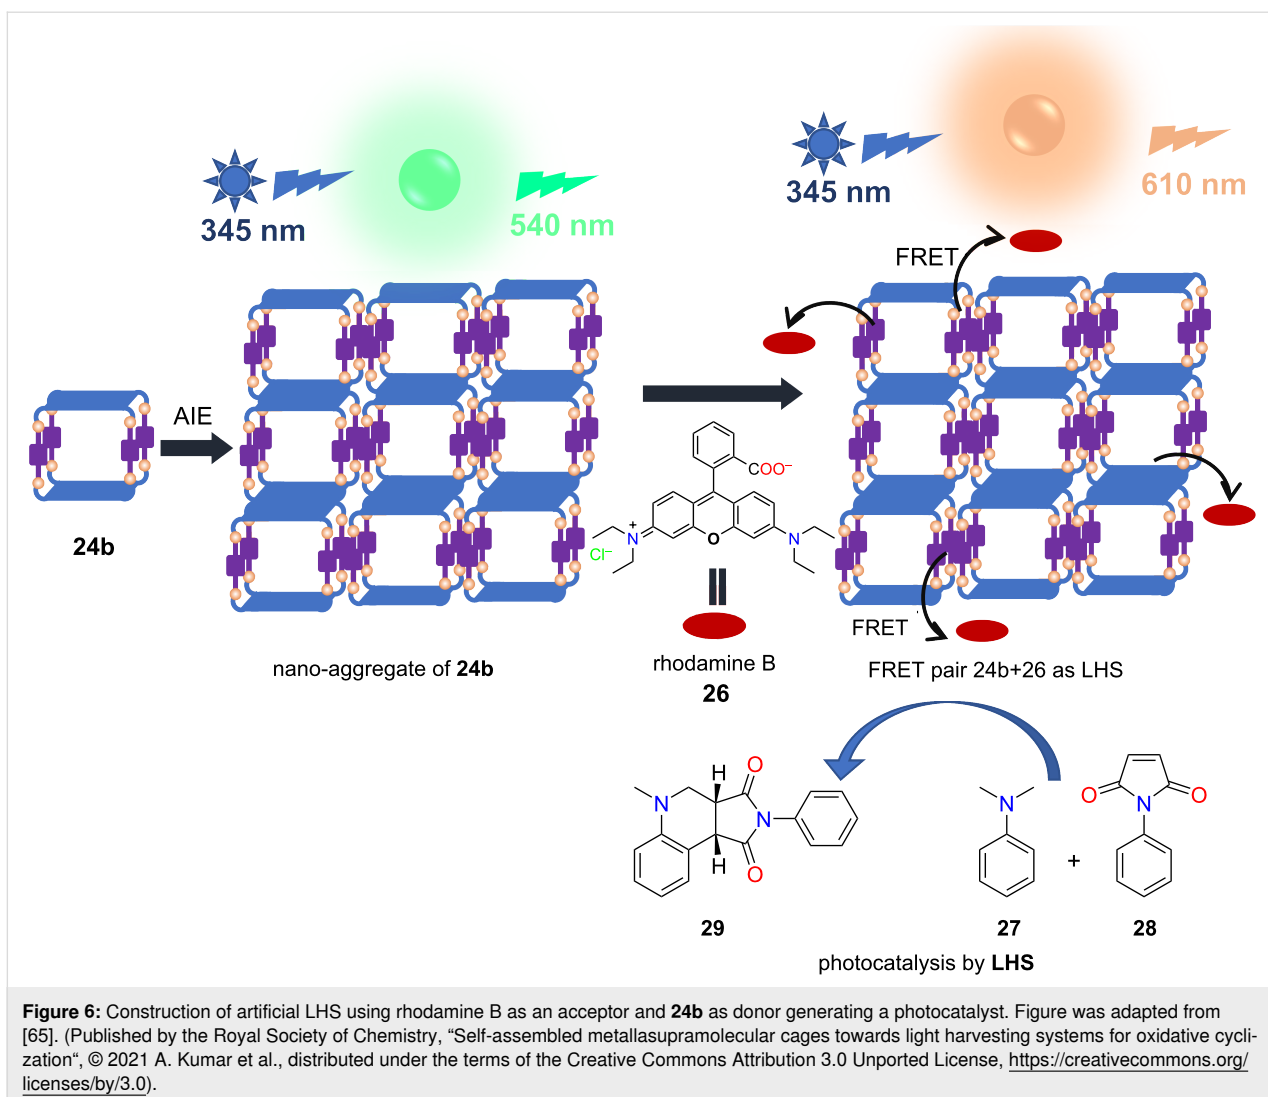 345 nm
540 nm
345 nm
610 nm
FRET
AIE
24b
COO⁻
N⁺
Cl⁻
O
N
FRET
nano-aggregate of 24b
rhodamine B
26
FRET pair 24b+26 as LHS
H
O
N
N
H
O
N
O
N
O
+
29
27
28
photocatalysis by LHS
Figure 6: Construction of artificial LHS using rhodamine B as an acceptor and 24b as donor generating a photocatalyst. Figure was adapted from
[65]. (Published by the Royal Society of Chemistry, “Self-assembled metallasupramolecular cages towards light harvesting systems for oxidative cycli-
zation“, © 2021 A. Kumar et al., distributed under the terms of the Creative Commons Attribution 3.0 Unported License, https://creativecommons.org/
licenses/by/3.0).